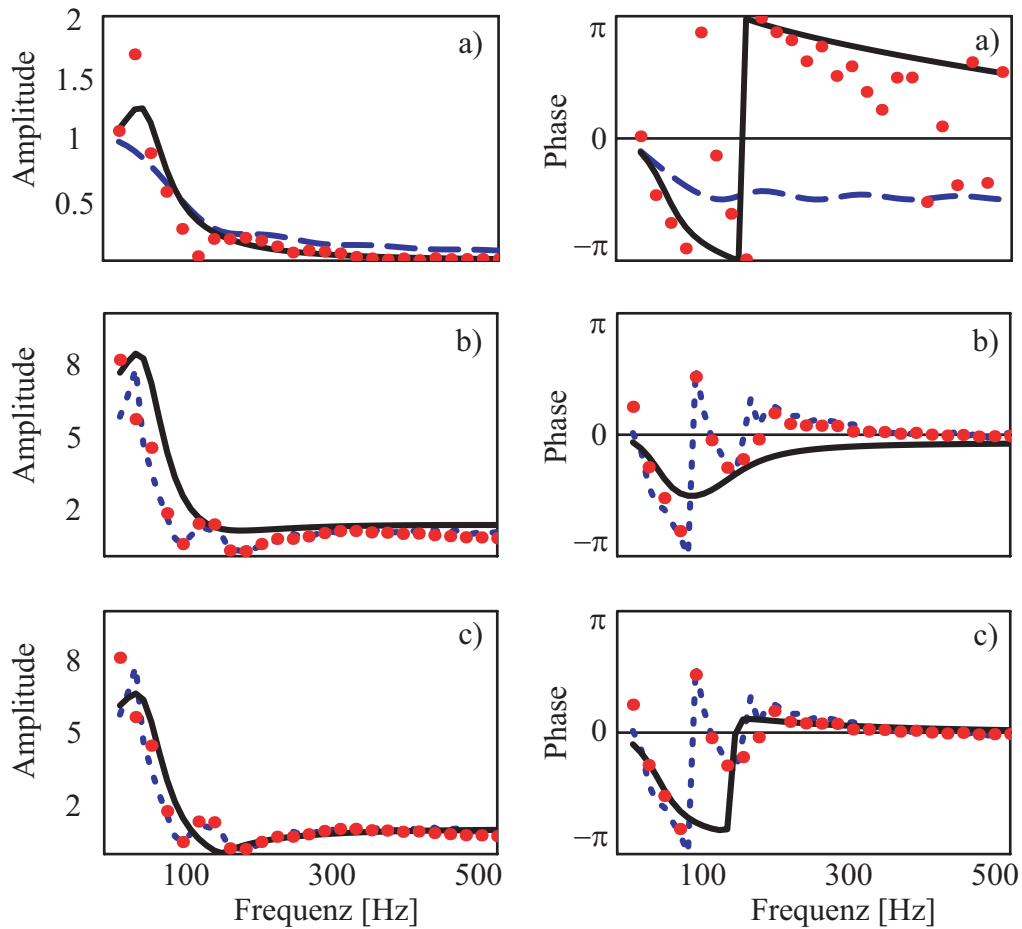 2
1.5
1
0.5
Amplitude
a)
π
0
−π
Phase
a)
8
5
2
Amplitude
b)
π
0
−π
Phase
b)
8
5
2
Amplitude
c)
100 300 500
Frequenz [Hz]
π
0
−π
Phase
c)
100 300 500
Frequenz [Hz]